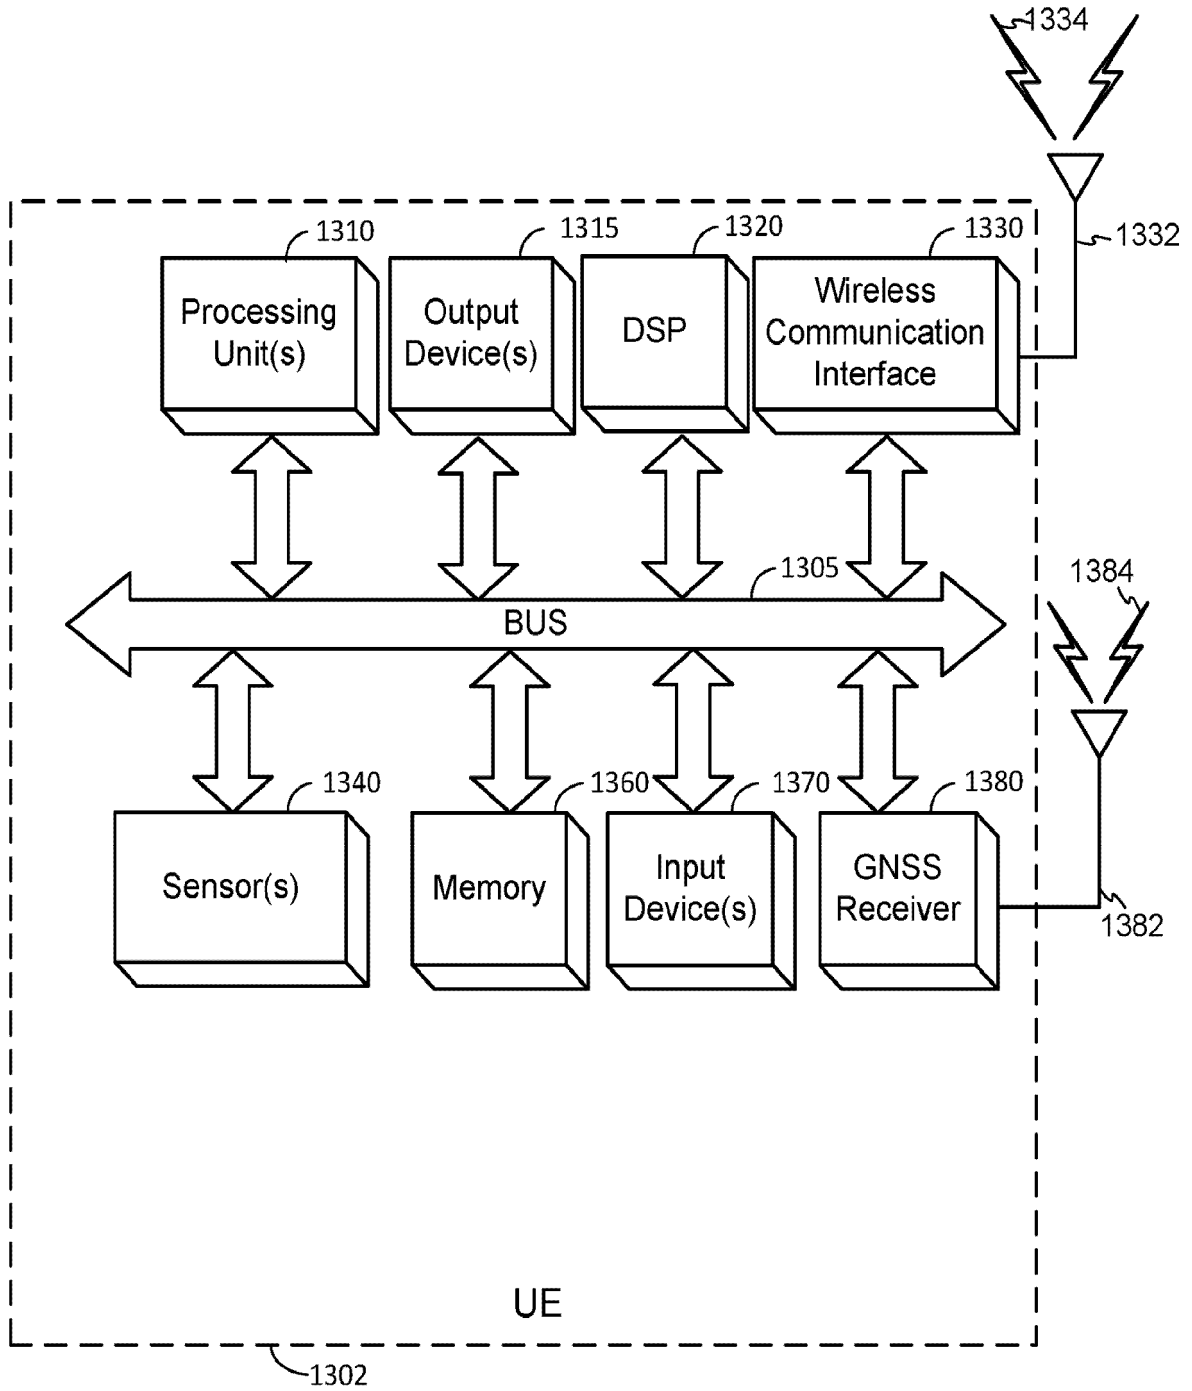 1334
1332
1310
1315
1320
1330
Processing
Unit(s)
Output
Device(s)
DSP
Wireless
Communication
Interface
1305
BUS
1384
1340
1360
1370
1380
Sensor(s)
Memory
Input
Device(s)
GNSS
Receiver
1382
UE
1302